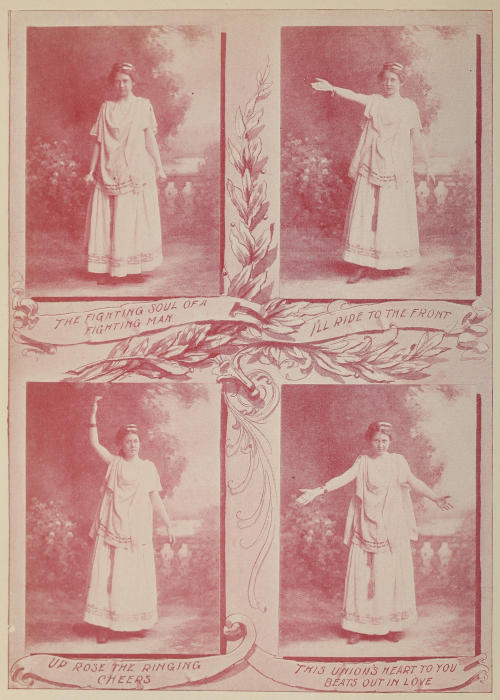 THE FIGHTING SOUL OF A
FIGHTING MAN
I'LL RIDE TO THE FRONT
UP ROSE THE RINGING
CHEERS
THIS UNION'S HEART TO YOU
BEATS OUT IN LOVE